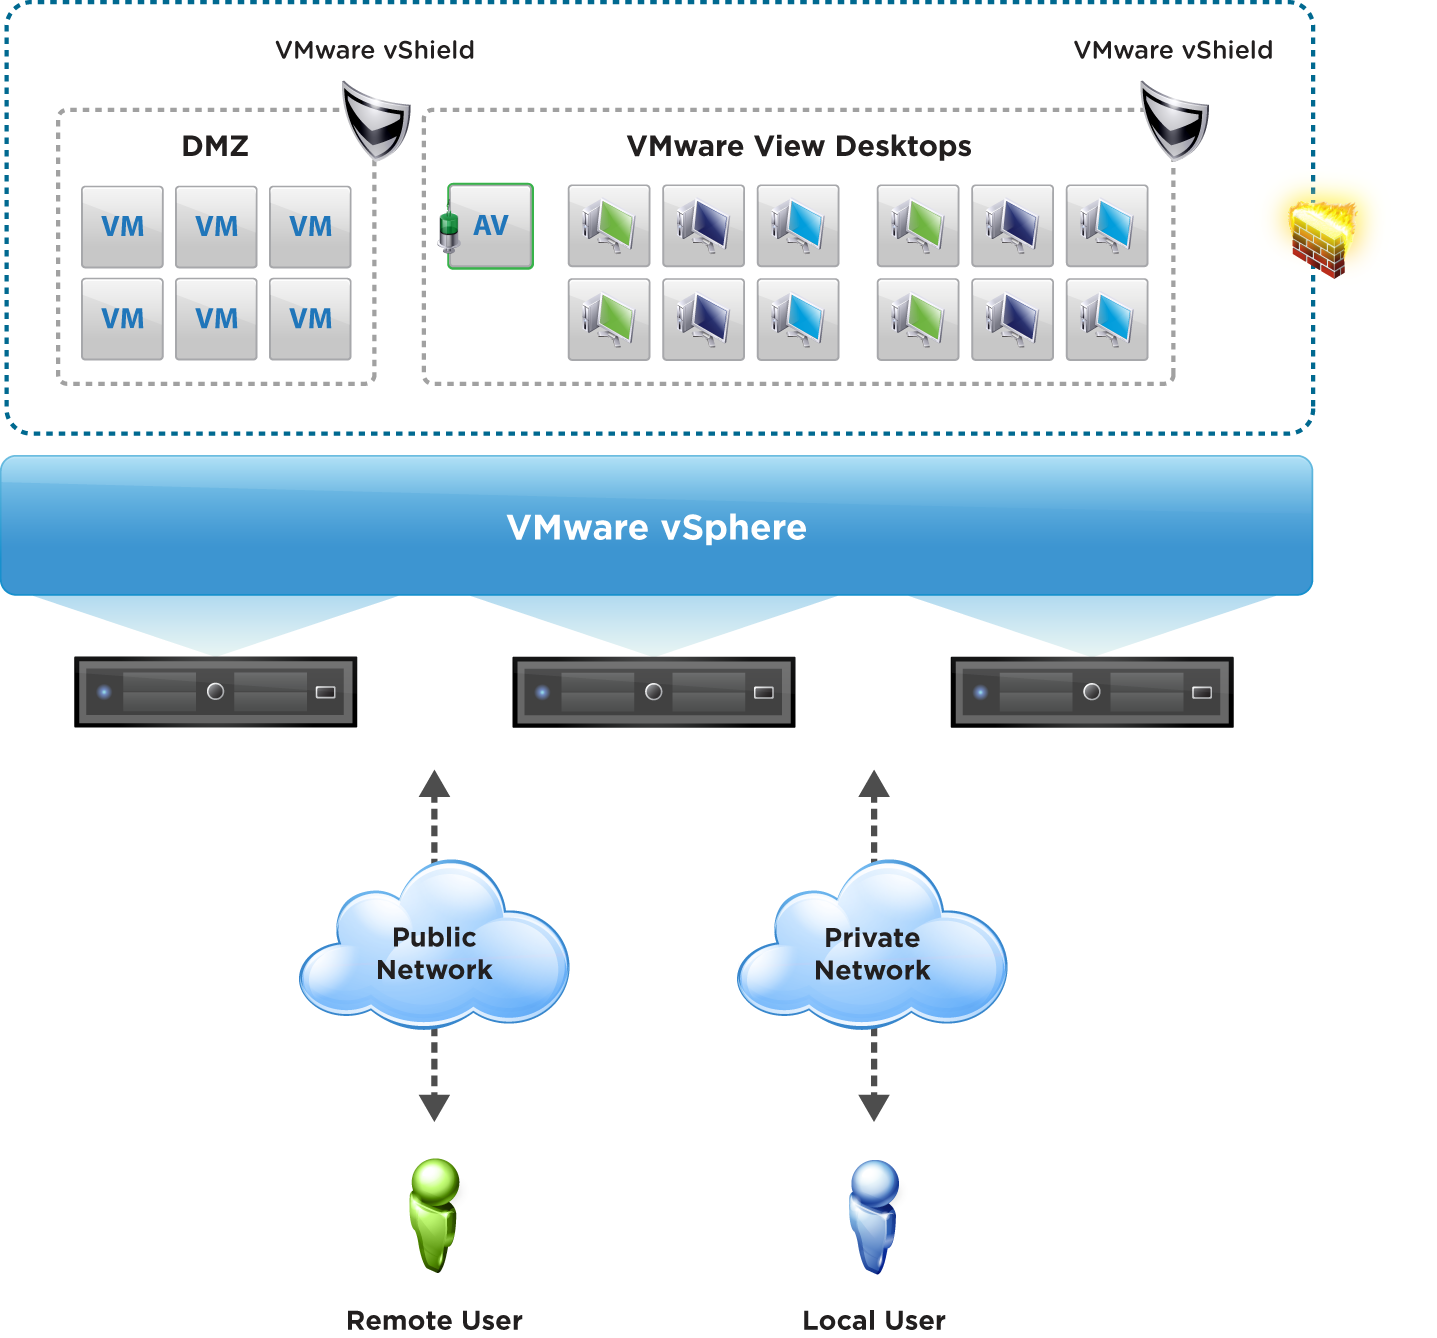 VMware vShield
VMware vShield
DMZ
VMware View Desktops
VM VM VM
AV
VM VM VM
VMware vSphere
Public
Network
Private
Network
Remote User
Local User